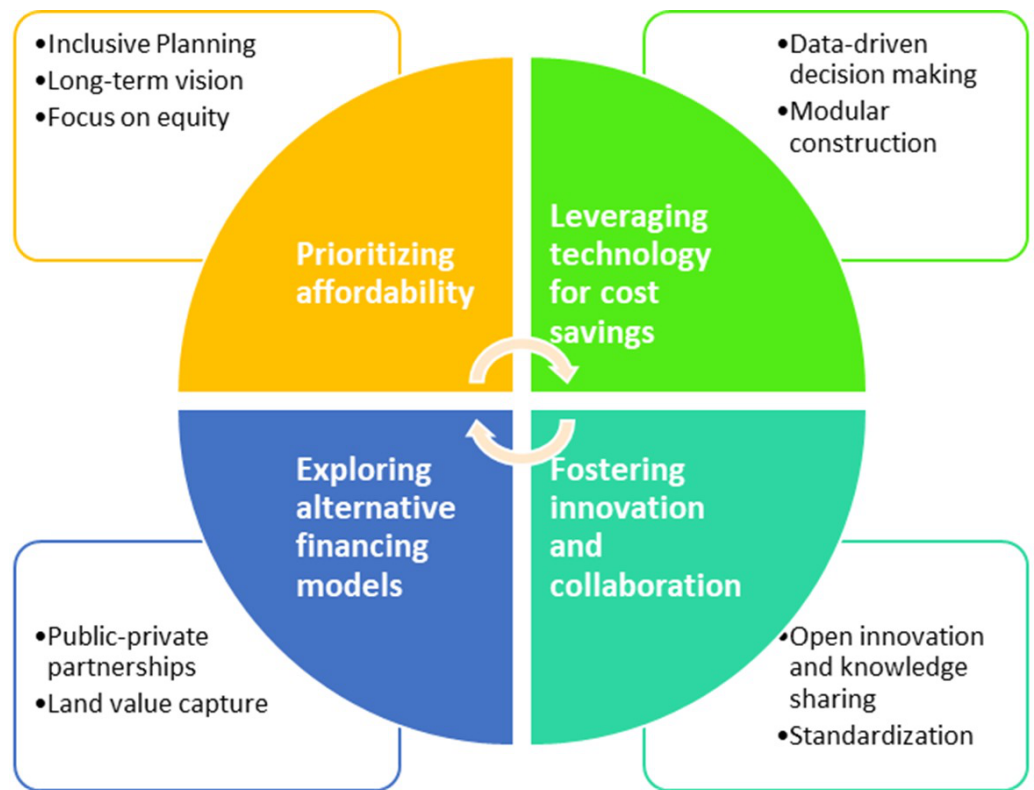 •Inclusive Planning
•Long-term vision
•Focus on equity
•Data-driven
decision making
•Modular
construction
Prioritizing
affordability
Leveraging
technology
for cost
savings
Exploring
alternative
financing
models
Fostering
innovation
and
collaboration
•Public-private
partnerships
•Land value capture
•Open innovation
and knowledge
sharing
•Standardization